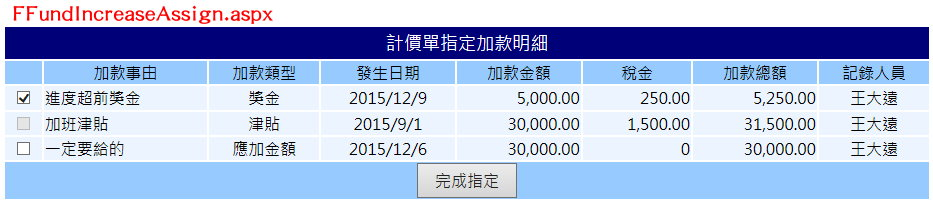 FFundIncreaseAssign.aspx
計價單指定加款明細
加款事由 加款類型 發生日期 加款金額 稅金 加款總額 記錄人員
進度超前獎金 獎金 2015/12/9 5,000.00 250.00 5,250.00 王大遠
加班津貼 津貼 2015/9/1 30,000.00 1,500.00 31,500.00 王大遠
一定要給的 應加金額 2015/12/6 30,000.00 0 30,000.00 王大遠
完成指定